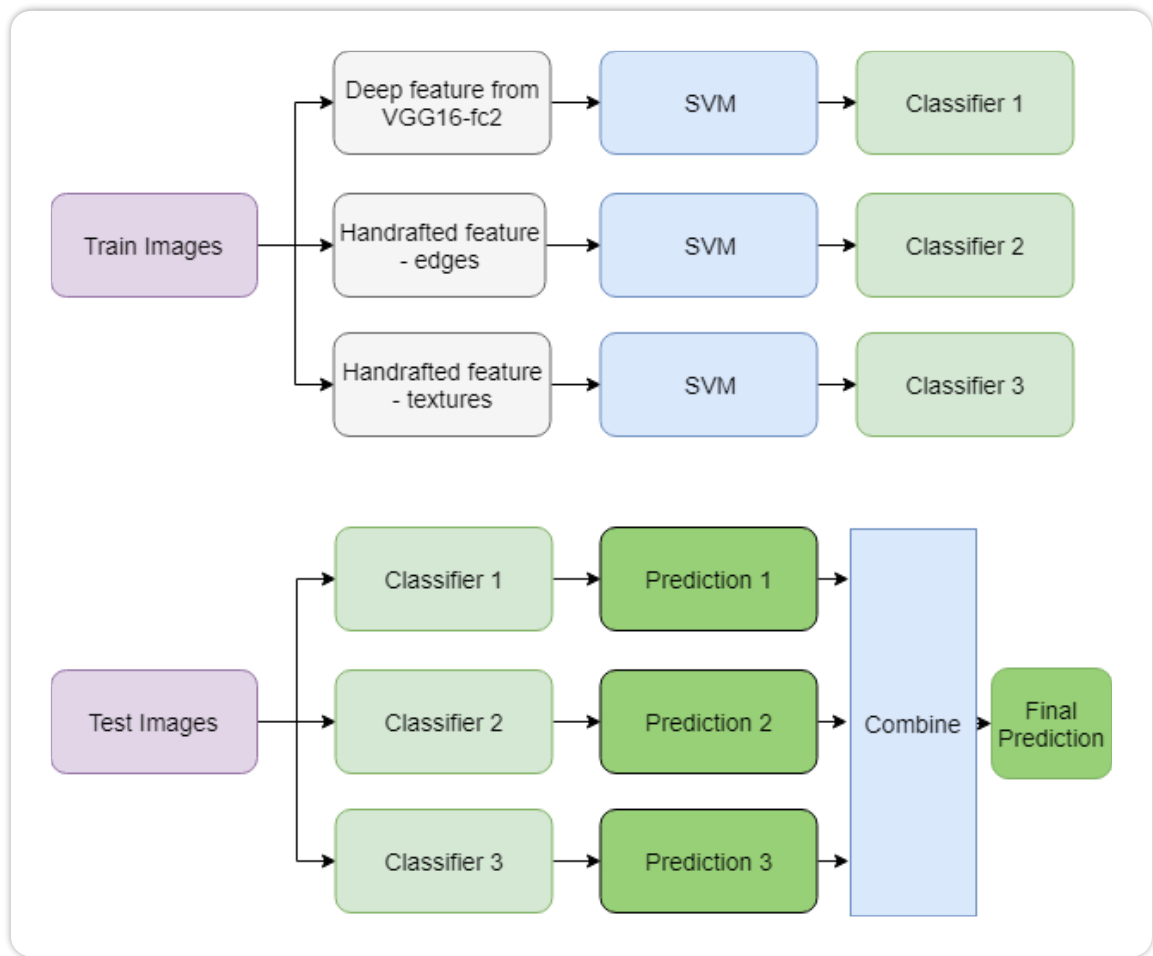 Deep feature from
VGG16-fc2
SVM
Classifier 1
Train Images
Handrafted feature
- edges
SVM
Classifier 2
Handrafted feature
- textures
SVM
Classifier 3
Classifier 1
Prediction 1
Test Images
Classifier 2
Prediction 2
Combine
Final
Prediction
Classifier 3
Prediction 3